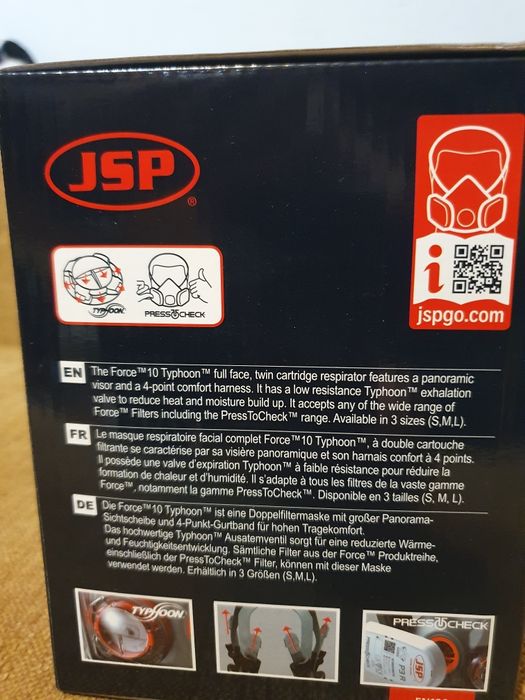 JSP
®
TYPHOON
PRESSTOCHECK
i
jspgo.com
EN
The Force™10 Typhoon™ full face, twin cartridge respirator features a panoramic
visor and a 4-point comfort harness. It has a low resistance Typhoon™ exhalation
valve to reduce heat and moisture build up. It accepts any of the wide range of
Force™ Filters including the PressToCheck™ range. Available in 3 sizes (S,M,L).
FR
Le masque respiratoire facial complet Force™10 Typhoon™, à double cartouche
filtrante se caractérise par sa visière panoramique et son harnais confort à 4 points.
Il possède une valve d'expiration Typhoon™ à faible résistance pour réduire la
formation de chaleur et d'humidité. Il s'adapte à tous les filtres de la vaste gamme
Force™, notamment la gamme PressToCheck™. Disponible en 3 tailles (S, M, L).
DE
Die Force™10 Typhoon™ ist eine Doppelfiltermaske mit großer Panorama-
Sichtscheibe und 4-Punkt-Gurtband für hohen Tragekomfort.
Das hochwertige Typhoon™ Ausatemventil sorgt für eine reduzierte Wärme-
und Feuchtigkeitsentwicklung. Sämtliche Filter aus der Force™ Produktreihe,
einschließlich der PressToCheck™ Filter, können mit dieser Maske
verwendet werden. Erhältlich in 3 Größen (S,M,L).
TYPHOON
PRESSTOCHECK
JSP
P3 R